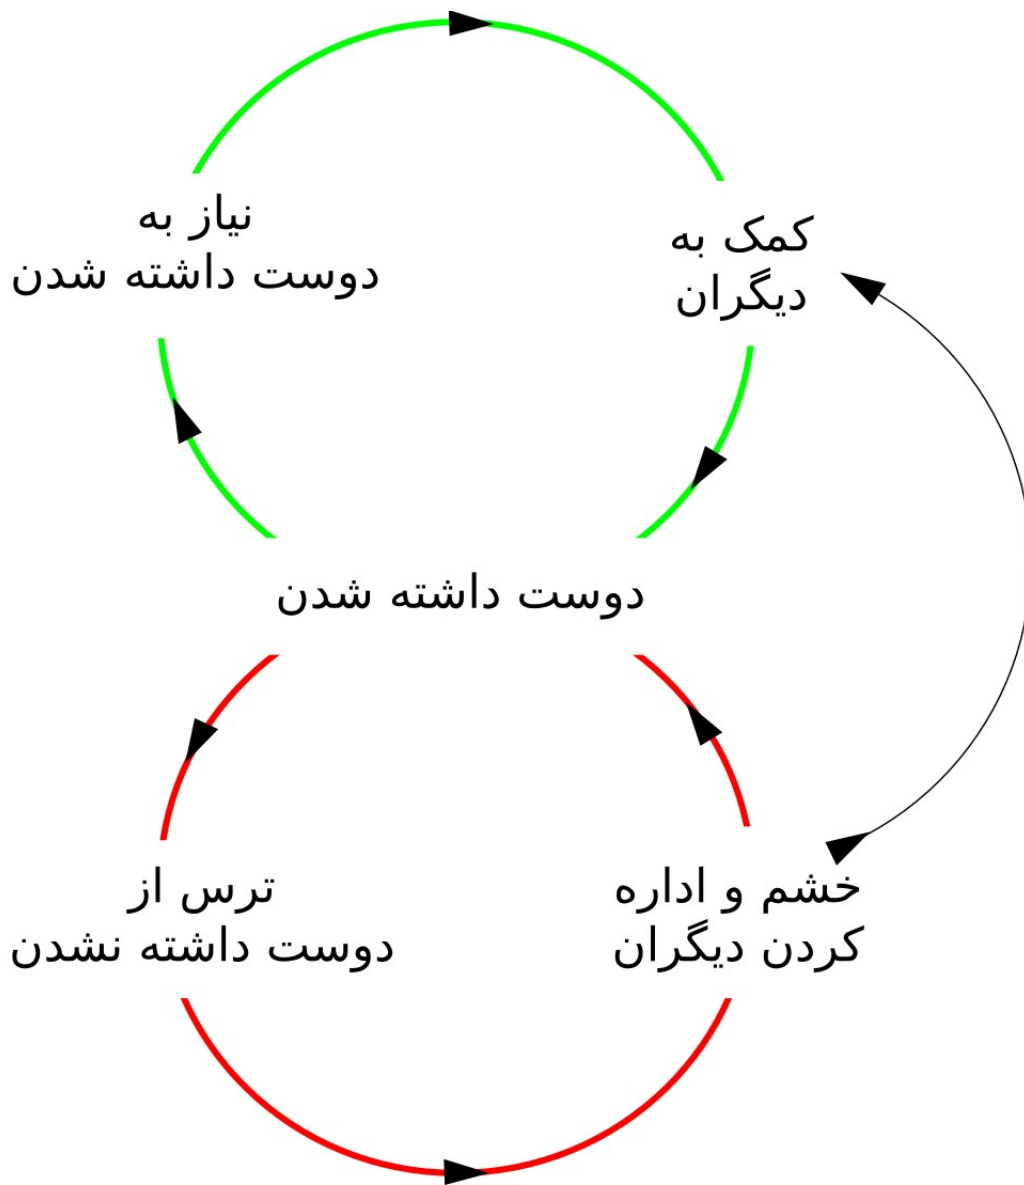 نیاز به
دوست داشته شدن
کمک به
دیگران
دوست داشته شدن
ترس از
دوست داشته نشدن
خشم و اداره
کردن دیگران